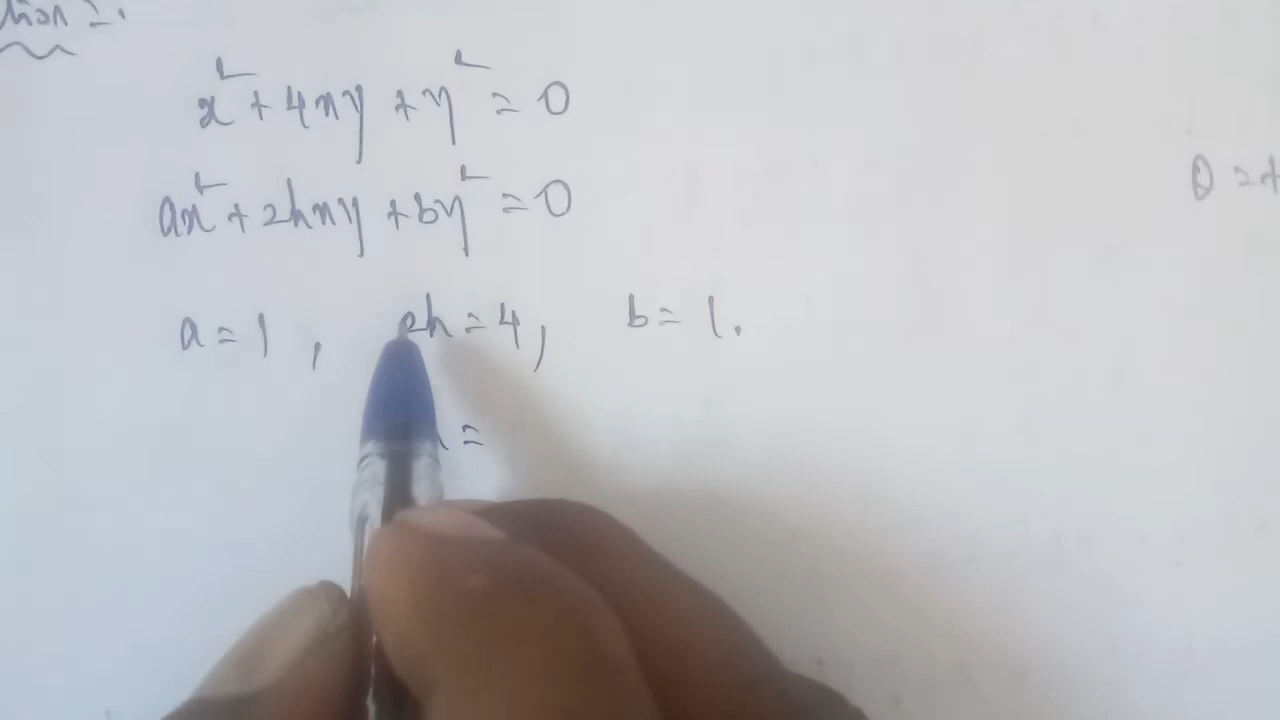 x² + 4xy + y² = 0
ax² + 2hxy + by² = 0
θ =
a = 1 , 2h = 4, b = 1.
=